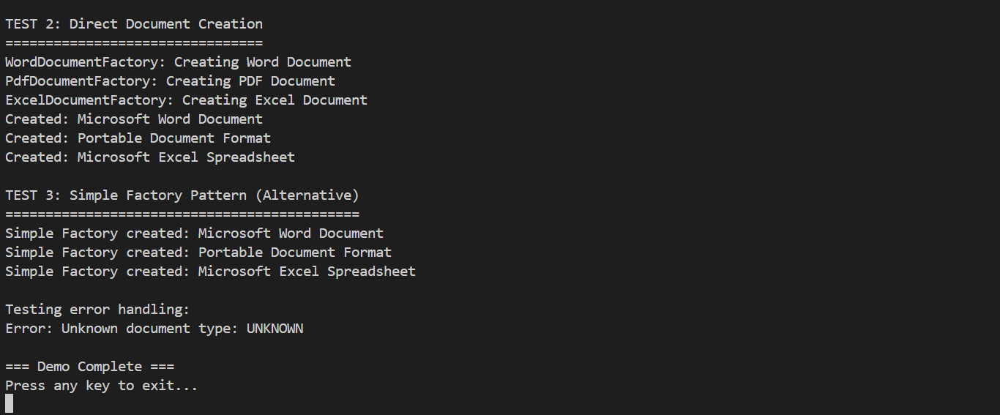 TEST 2: Direct Document Creation
================================
WordDocumentFactory: Creating Word Document
PdfDocumentFactory: Creating PDF Document
ExcelDocumentFactory: Creating Excel Document
Created: Microsoft Word Document
Created: Portable Document Format
Created: Microsoft Excel Spreadsheet
TEST 3: Simple Factory Pattern (Alternative)
============================================
Simple Factory created: Microsoft Word Document
Simple Factory created: Portable Document Format
Simple Factory created: Microsoft Excel Spreadsheet
Testing error handling:
Error: Unknown document type: UNKNOWN
=== Demo Complete ===
Press any key to exit...